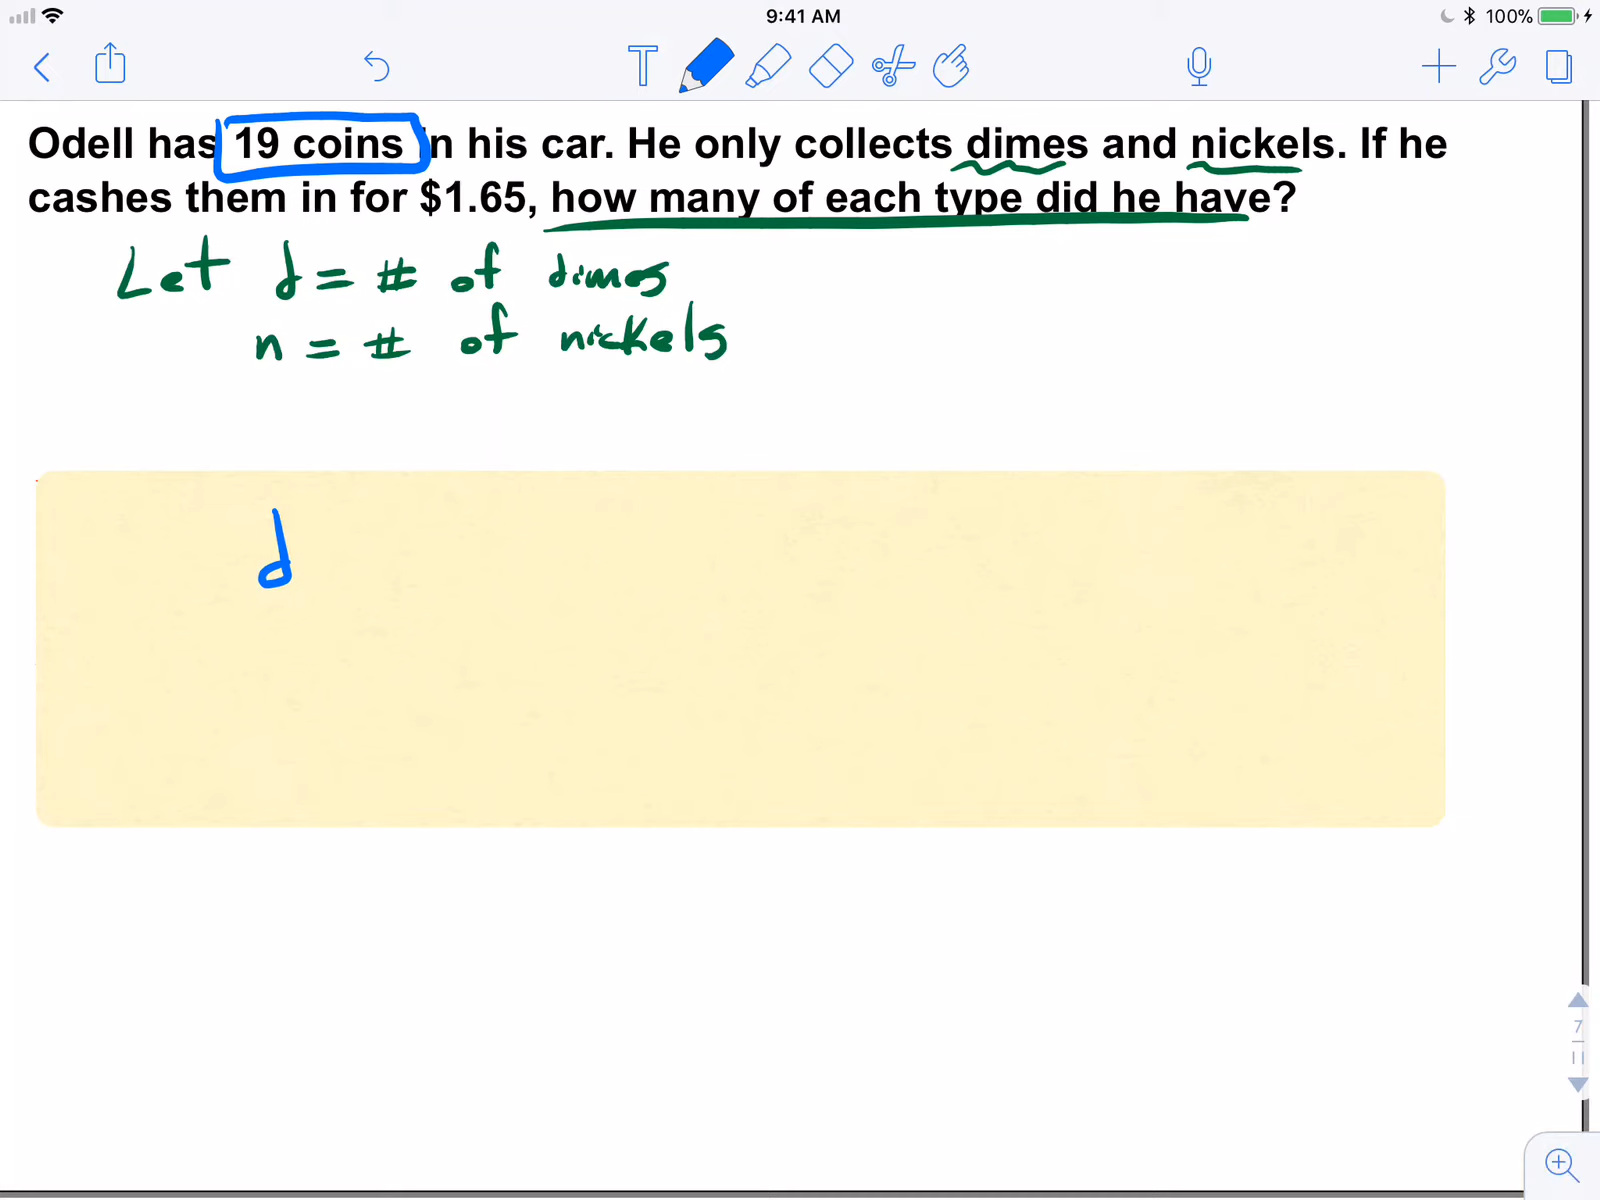 9:41 AM
100%
T
Odell has 19 coins in his car. He only collects dimes and nickels. If he
cashes them in for $1.65, how many of each type did he have?
Let d = # of dimes
n = # of nickels
d
7
11